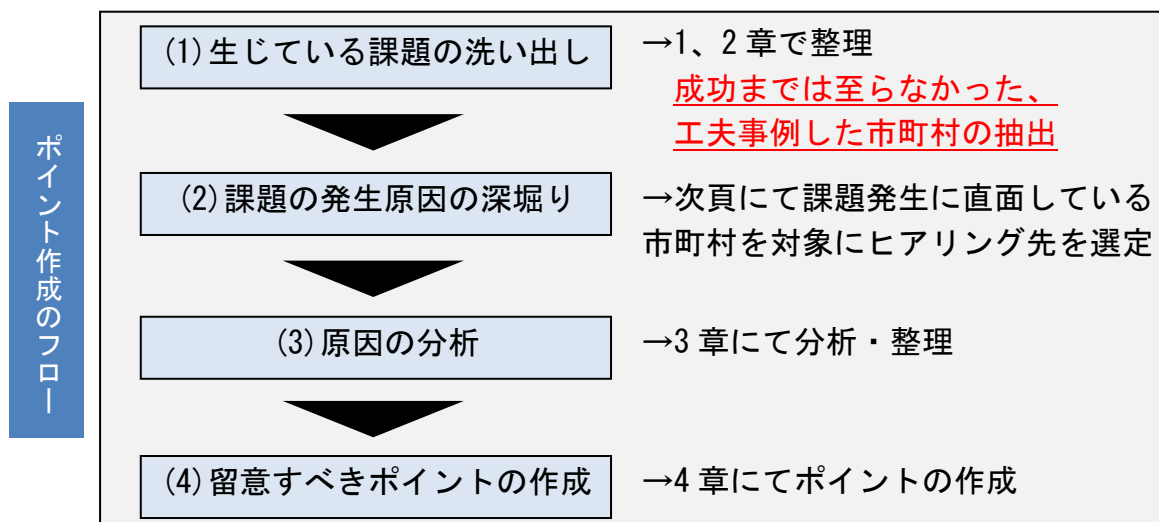 ポイント作成のフロー
(1)生じている課題の洗い出し
→1、2章で整理
成功までは至らなかった、
工夫事例した市町村の抽出
(2)課題の発生原因の深堀り
→次頁にて課題発生に直面している
市町村を対象にヒアリング先を選定
(3)原因の分析
→3章にて分析・整理
(4)留意すべきポイントの作成
→4章にてポイントの作成